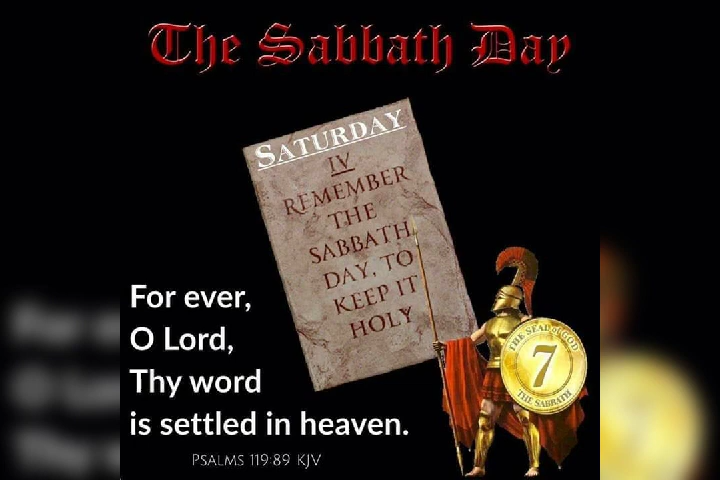 The Sabbath Day
SATURDAY
IV
REMEMBER
THE
SABBATH
DAY, TO
KEEP IT
HOLY
For ever,
O Lord,
Thy word
is settled in heaven.
PSALMS 119:89 KJV
THE SEAL of GOD
7
THE SABBATH